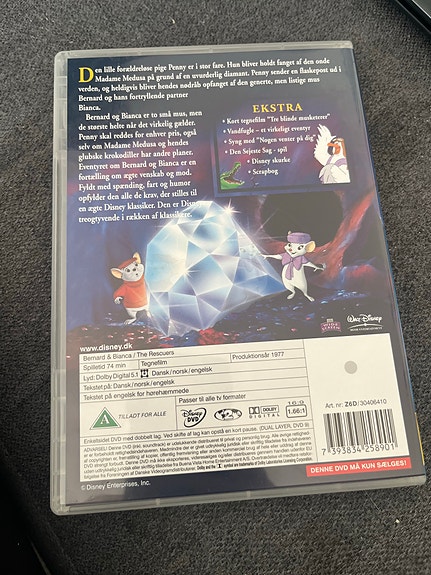 Den lille forældreløse pige Penny er i stor fare. Hun bliver holdt fanget af den onde
Madame Medusa på grund af en uvurderlig diamant. Penny sender en flaskepost ud i
verden, og heldigvis bliver hendes nødråb opfanget af den generte, men listige mus
Bernard og hans fortryllende partner
Bianca.
Bernard og Bianca er to små mus, men
de største helte når det virkelig gælder.
Penny skal reddes for enhver pris, også
selv om Madame Medusa og hendes
glubske krokodiller har andre planer.
Eventyret om Bernard og Bianca er en
fortælling om ægte venskab og mod.
Fyldt med spænding, fart og humor
opfylder den alle de krav, der stilles til
en ægte Disney klassiker. Den er Disneys
treogtyvende i rækken af klassikere.
EKSTRA
• Kort tegnefilm "Tre blinde musketerer"
• Vandfugle – et virkeligt eventyr
• Syng med "Nogen venter på dig"
• Den Sejeste Sag - spil
• Disney skurke
• Scrapbog
www.disney.dk
WIDE SCREEN
WALT DISNEY
Bernard & Bianca /The Rescuers
Produktionsår 1977
Spilletid 74 min
Tegnefilm
Lyd: Dolby Digital 5.1
Dansk/norsk/engelsk
Tekstet på: Dansk/norsk/engelsk
Tekstet på engelsk for hørehæmmede
Passer til alle tv formater
16:9
A
TILLADT FOR ALLE
Disney DVD
2
DOLBY DIGITAL
1.66:1
Enkeltsidet DVD med dobbelt lag. Ved skifte af lag kan opstå en kort pause. (DUAL LAYER, DVD 9)
Art. nr: Z6D/30406410
7393834258901
DENNE DVD MÅ KUN SÆLGES!
© Disney Enterprises, Inc.